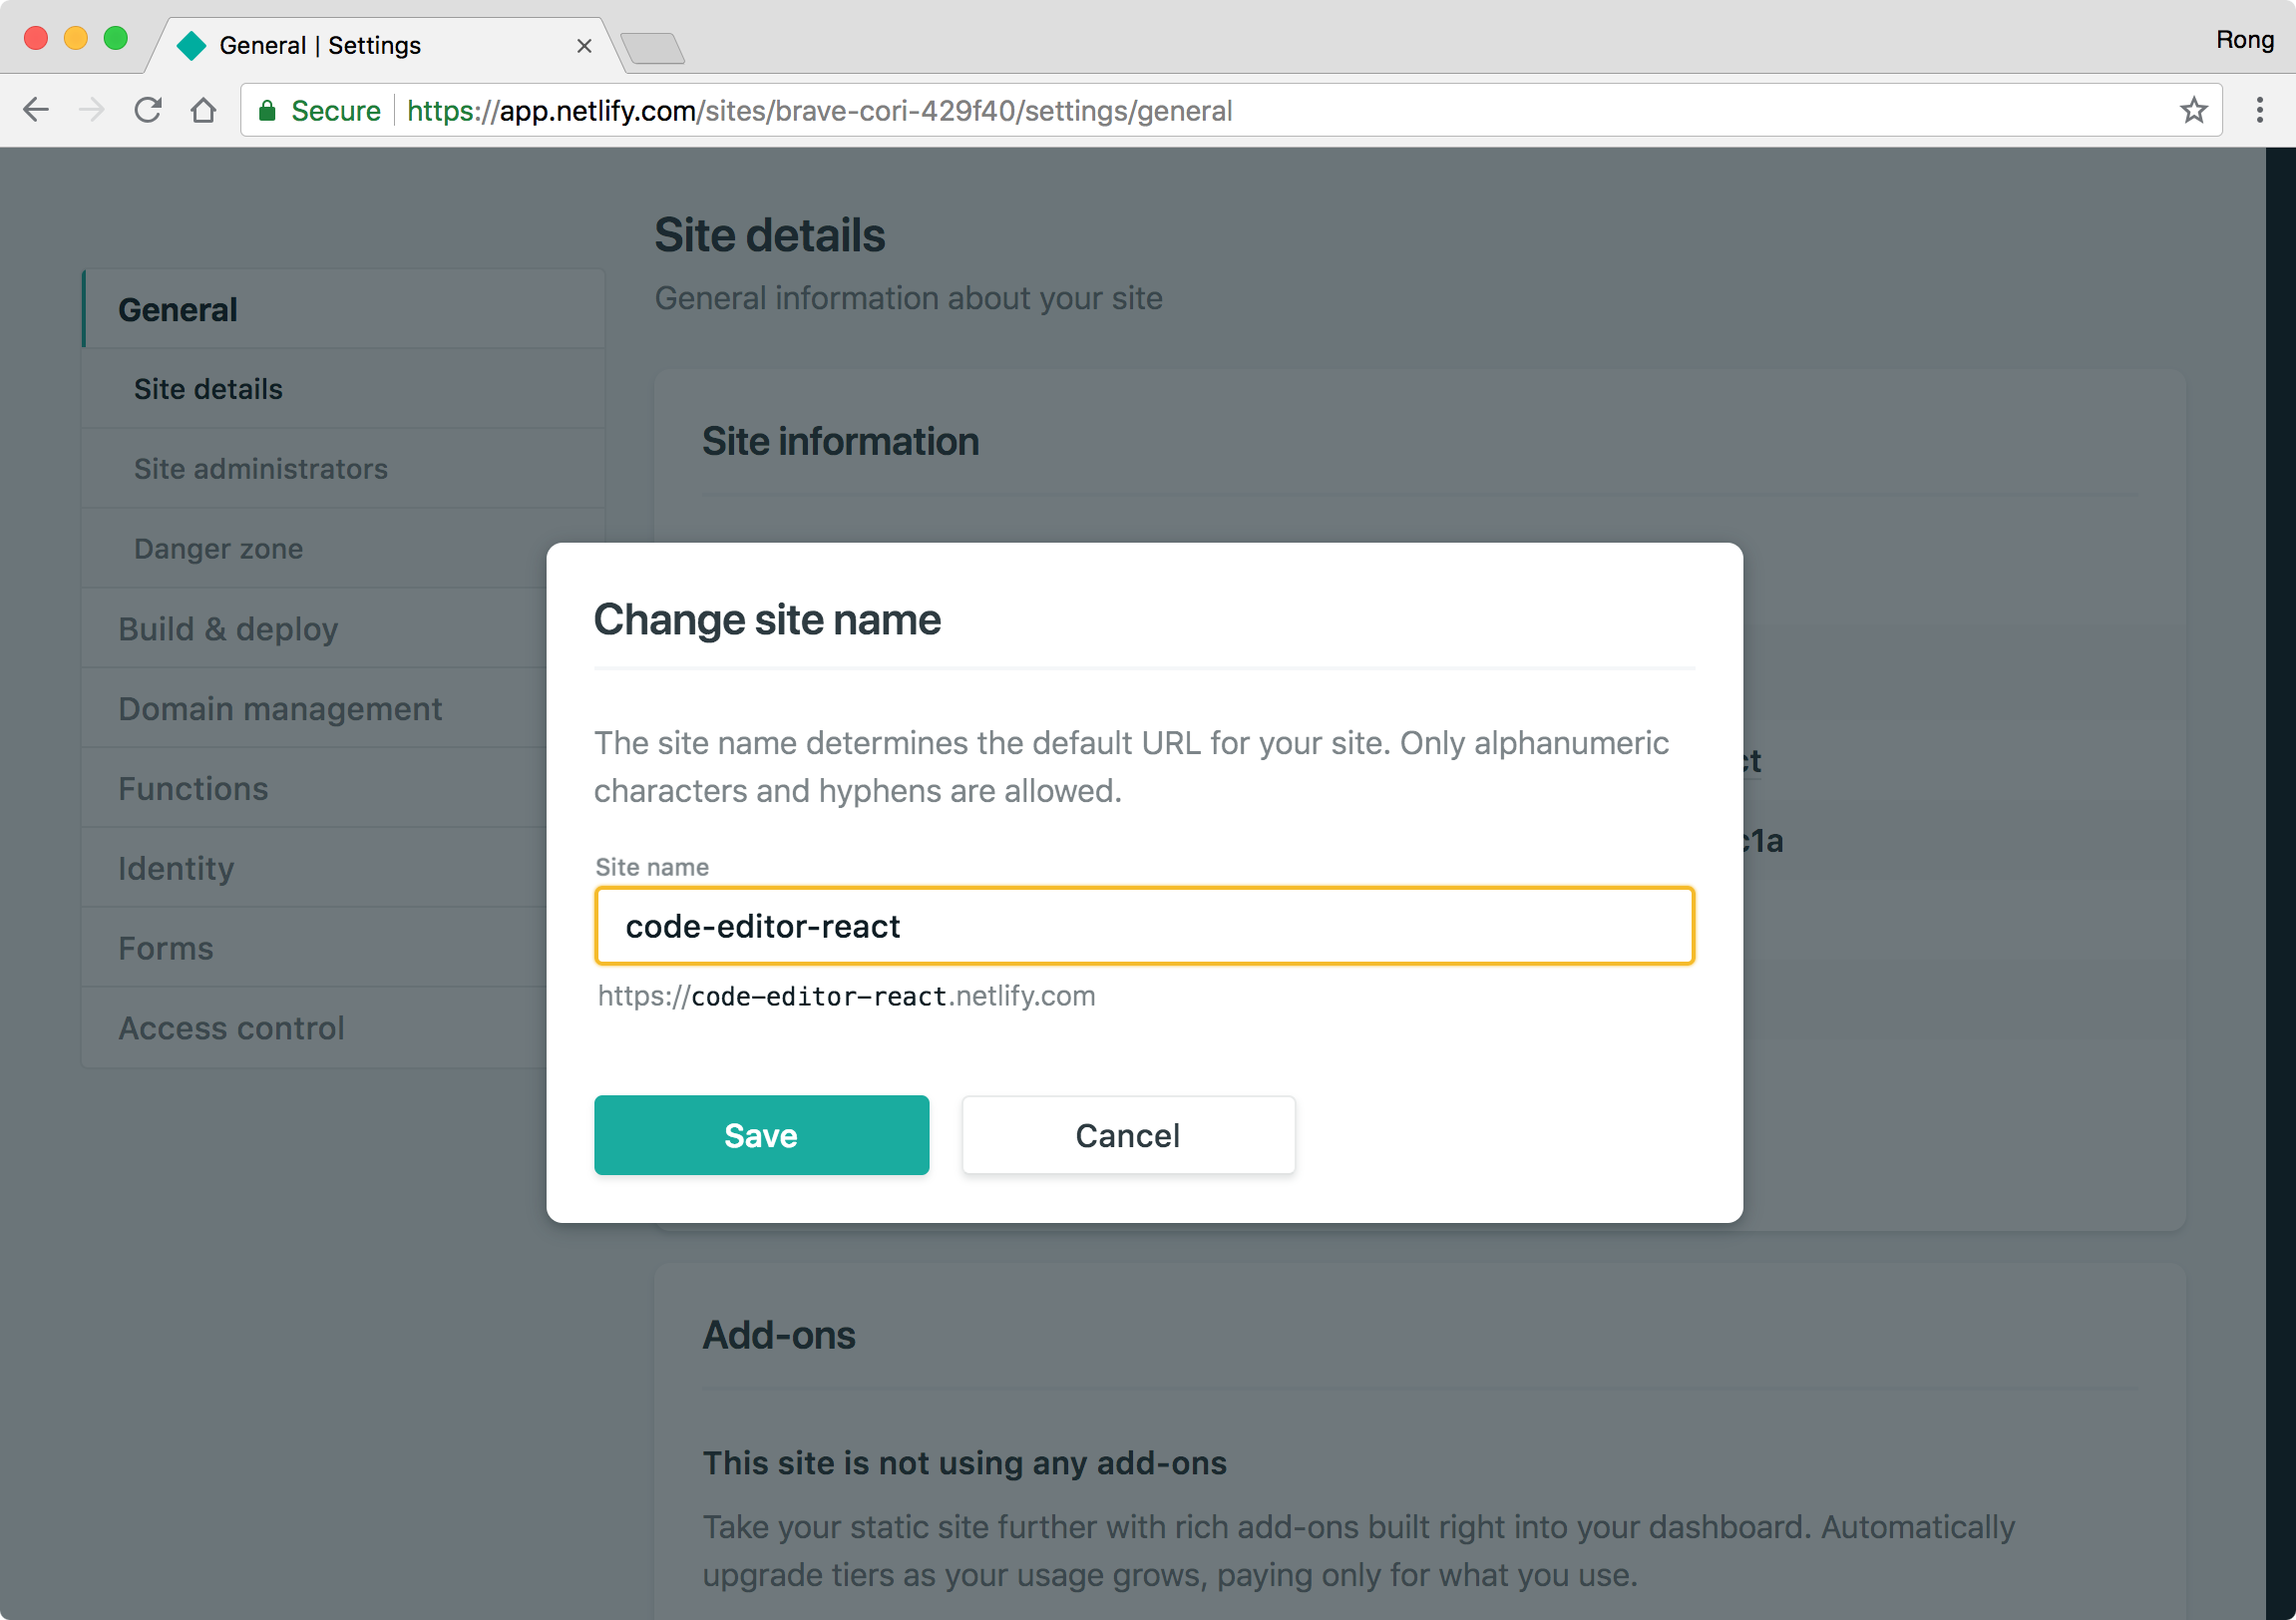 General | Settings
Rong
Secure
https://app.netlify.com/sites/brave-cori-429f40/settings/general
Site details
General information about your site
General
Site details
Site administrators
Danger zone
Build & deploy
Domain management
Functions
Identity
Forms
Access control
Site information
Change site name
The site name determines the default URL for your site. Only alphanumeric
characters and hyphens are allowed.
Site name
code-editor-react
https://code-editor-react.netlify.com
Save
Cancel
Add-ons
This site is not using any add-ons
Take your static site further with rich add-ons built right into your dashboard. Automatically
upgrade tiers as your usage grows, paying only for what you use.